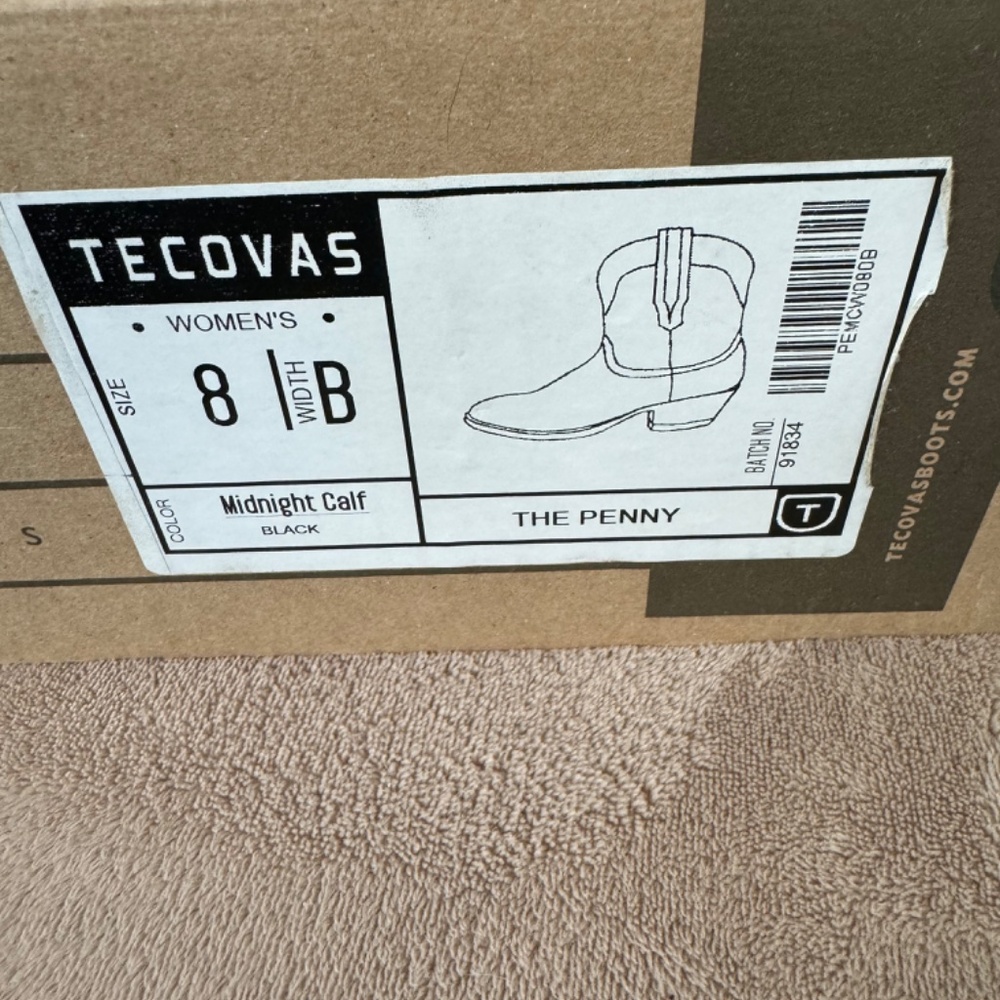 TECOVAS
• WOMEN'S •
SIZE
8
WIDTH
B
COLOR
Midnight Calf
BLACK
THE PENNY
T
BATCH NO.
91834
PEMCW080B
TECOVASBOOTS.COM
S